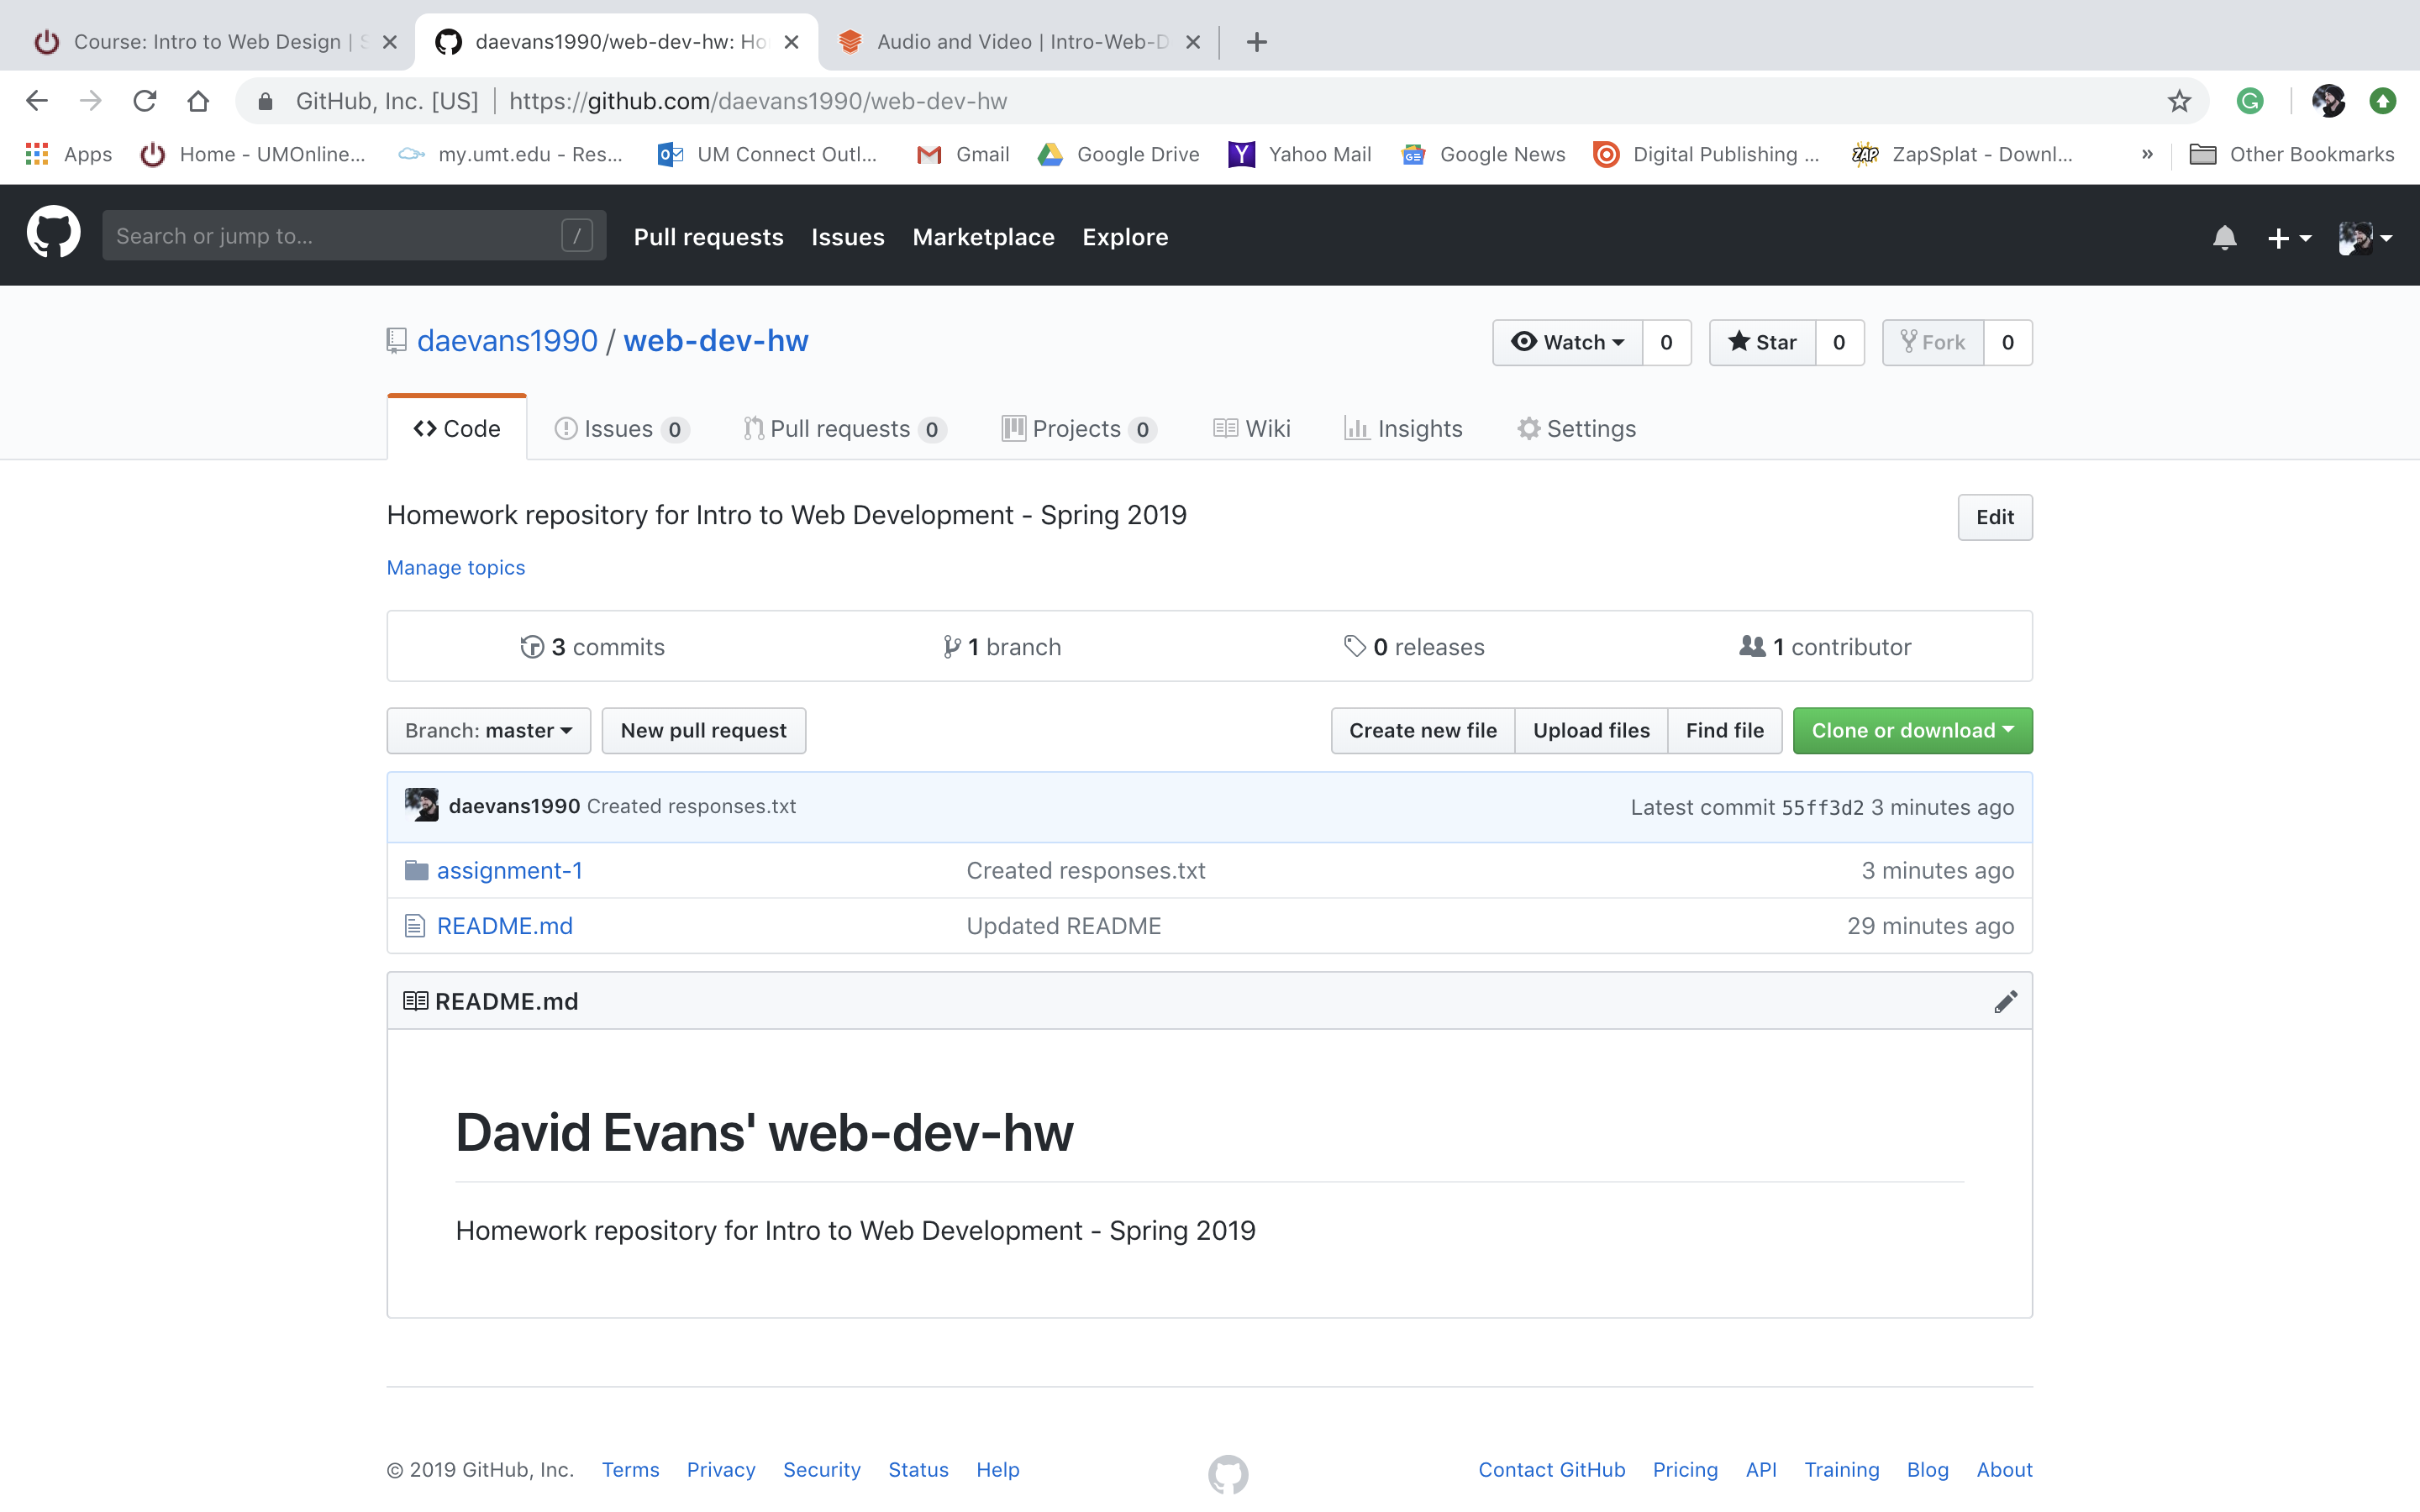 Course: Intro to Web Design |
daevans1990/web-dev-hw: Ho
Audio and Video | Intro-Web-D
GitHub, Inc. [US] | https://github.com/daevans1990/web-dev-hw
Apps Home - UMOnline... my.umt.edu - Res... UM Connect Outl... Gmail Google Drive Yahoo Mail Google News Digital Publishing ... ZapSplat - Downl... » Other Bookmarks
Search or jump to... / Pull requests Issues Marketplace Explore
daevans1990 / web-dev-hw Watch 0 Star 0 Fork 0
Code Issues 0 Pull requests 0 Projects 0 Wiki Insights Settings
Homework repository for Intro to Web Development - Spring 2019 Edit
Manage topics
3 commits 1 branch 0 releases 1 contributor
Branch: master New pull request Create new file Upload files Find file Clone or download
daevans1990 Created responses.txt Latest commit 55ff3d2 3 minutes ago
assignment-1 Created responses.txt 3 minutes ago
README.md Updated README 29 minutes ago
README.md
David Evans' web-dev-hw
Homework repository for Intro to Web Development - Spring 2019
© 2019 GitHub, Inc. Terms Privacy Security Status Help Contact GitHub Pricing API Training Blog About